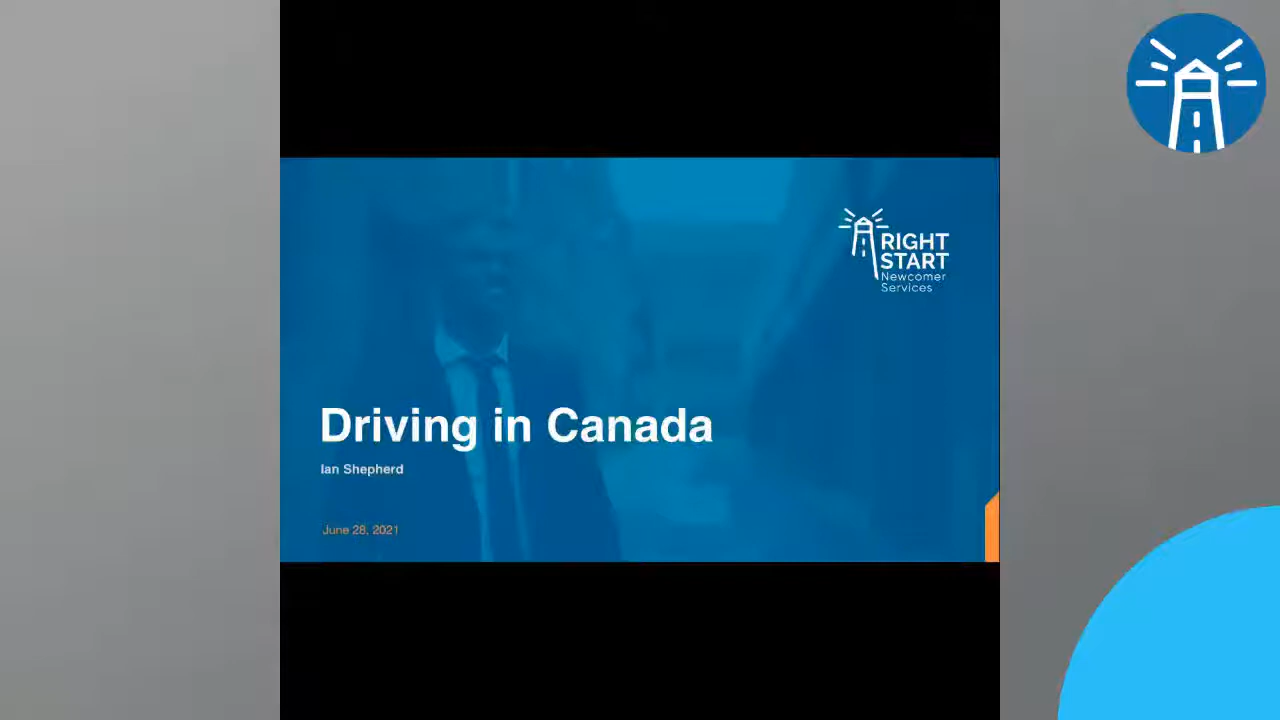 RIGHT
START
Newcomer
Services
Driving in Canada
Ian Shepherd
June 28, 2021